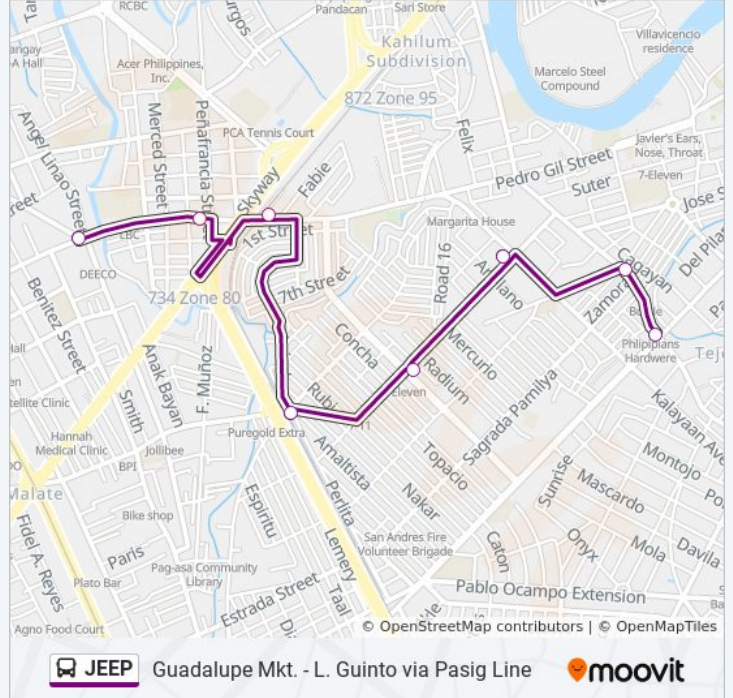 RCBC
Pandacan
Sari Store
Kahilum
Subdivision
Villavicencio
residence
A Hall
Acer Philippines,
Inc.
Marcelo Steel
Compound
872 Zone 95
Merced Street
PCA Tennis Court
Felix
Javier's Ears,
Nose, Throat
Angel Linao Street
Skyway
Fabie
Pedro Gil Street
7-Eleven
Suter
Jose S
Margarita House
1st Street
LBC
Road 16
Del Pilar
DEECO
7th Street
Arellano
Cagayan
Zamora
734 Zone 80
Benitez Street
Phlipipians
Hardwere
Concha
Mercurio
Anak Bayan
F. Muñoz
Radium
Eleven
Smith
Sagrada Pamilya
Kalayaan Ave
Puregold Extra
Hannah
Medical Clinic
Jollibee
Amaltista
Topacio
Montojo
BPI
Malate
Sunrise
Mascardo
Espiritu
Perlita
Nakar
Bike shop
Fidel A. Reyes
Paris
San Andres Fire
Volunteer Brigade
Onyx
Mola
Davila
Caton
Lemery
Plato Bar
Pag-asa Community
Library
Estrada Street
Taal
Pablo Ocampo Extension
Agno Food Court
© OpenStreetMap contributors | © OpenMapTiles
JEEP Guadalupe Mkt. - L. Guinto via Pasig Line moovit